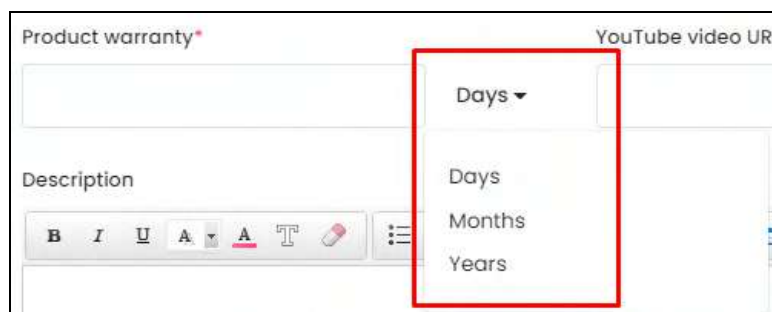 Product warranty*
YouTube video UR
Days
Description
Days
Months
Years
B I U A A T